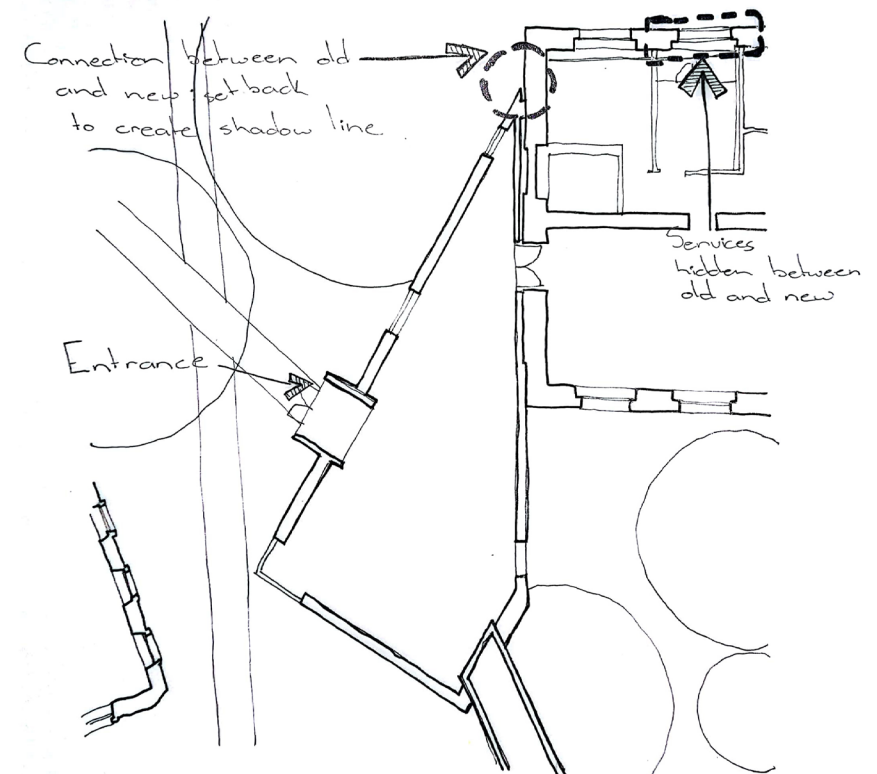 Connection between old
and new set back
to create shadow line.
Services
hidden between
old and new
Entrance